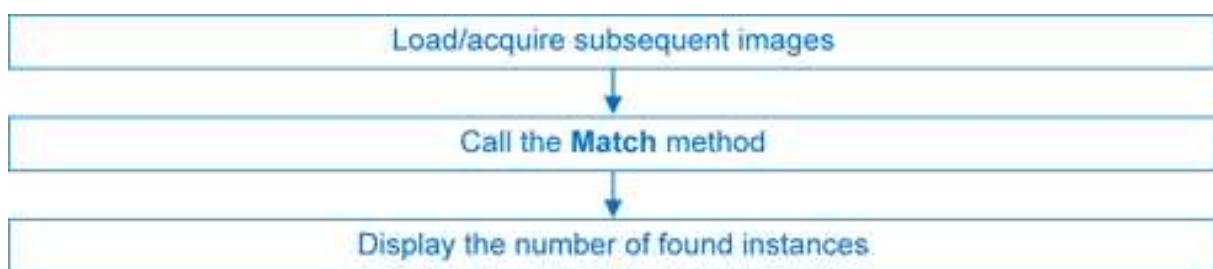 Load/acquire subsequent images
Call the Match method
Display the number of found instances